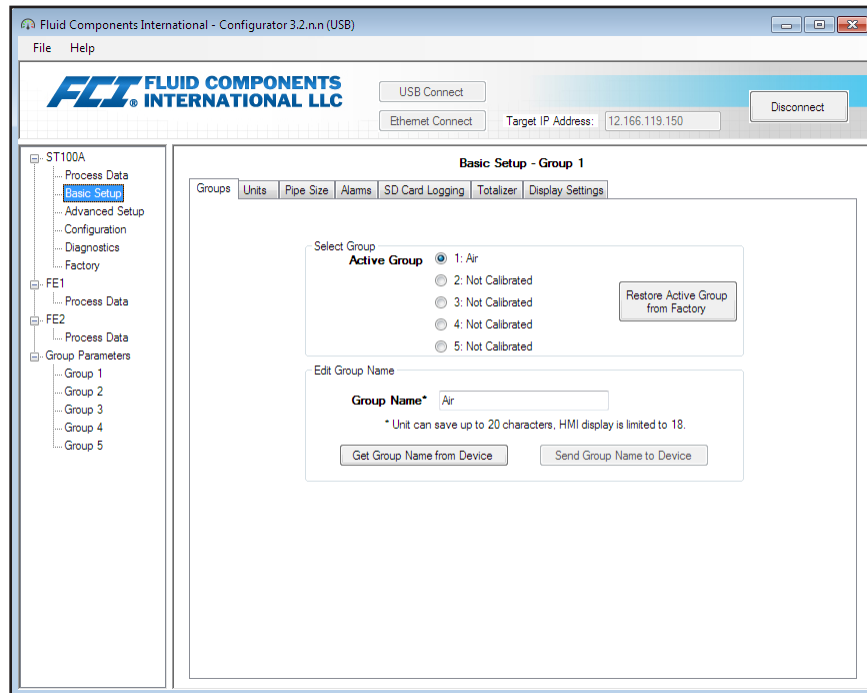 Fluid Components International - Configurator 3.2.n.n (USB)
File Help
FCI® FLUID COMPONENTS
INTERNATIONAL LLC
USB Connect
Ethernet Connect
Target IP Address: 12.166.119.150
Disconnect
ST100A
Process Data
Basic Setup
Advanced Setup
Configuration
Diagnostics
Factory
FE1
Process Data
FE2
Process Data
Group Parameters
Group 1
Group 2
Group 3
Group 4
Group 5
Basic Setup - Group 1
Groups Units Pipe Size Alarms SD Card Logging Totalizer Display Settings
Select Group
Active Group 1: Air
2: Not Calibrated
3: Not Calibrated
4: Not Calibrated
5: Not Calibrated
Restore Active Group
from Factory
Edit Group Name
Group Name* Air
* Unit can save up to 20 characters, HMI display is limited to 18.
Get Group Name from Device Send Group Name to Device